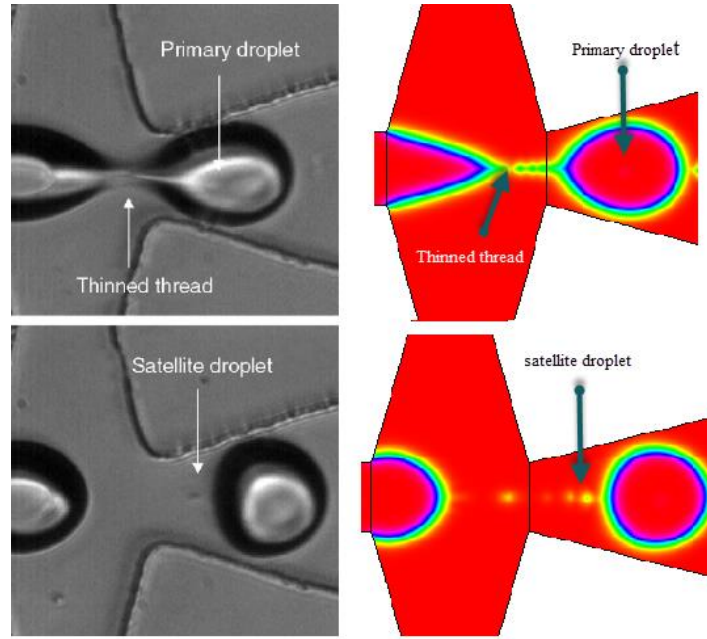 Primary droplet
Thinned thread
Primary droplet
Thinned thread
Satellite droplet
satellite droplet